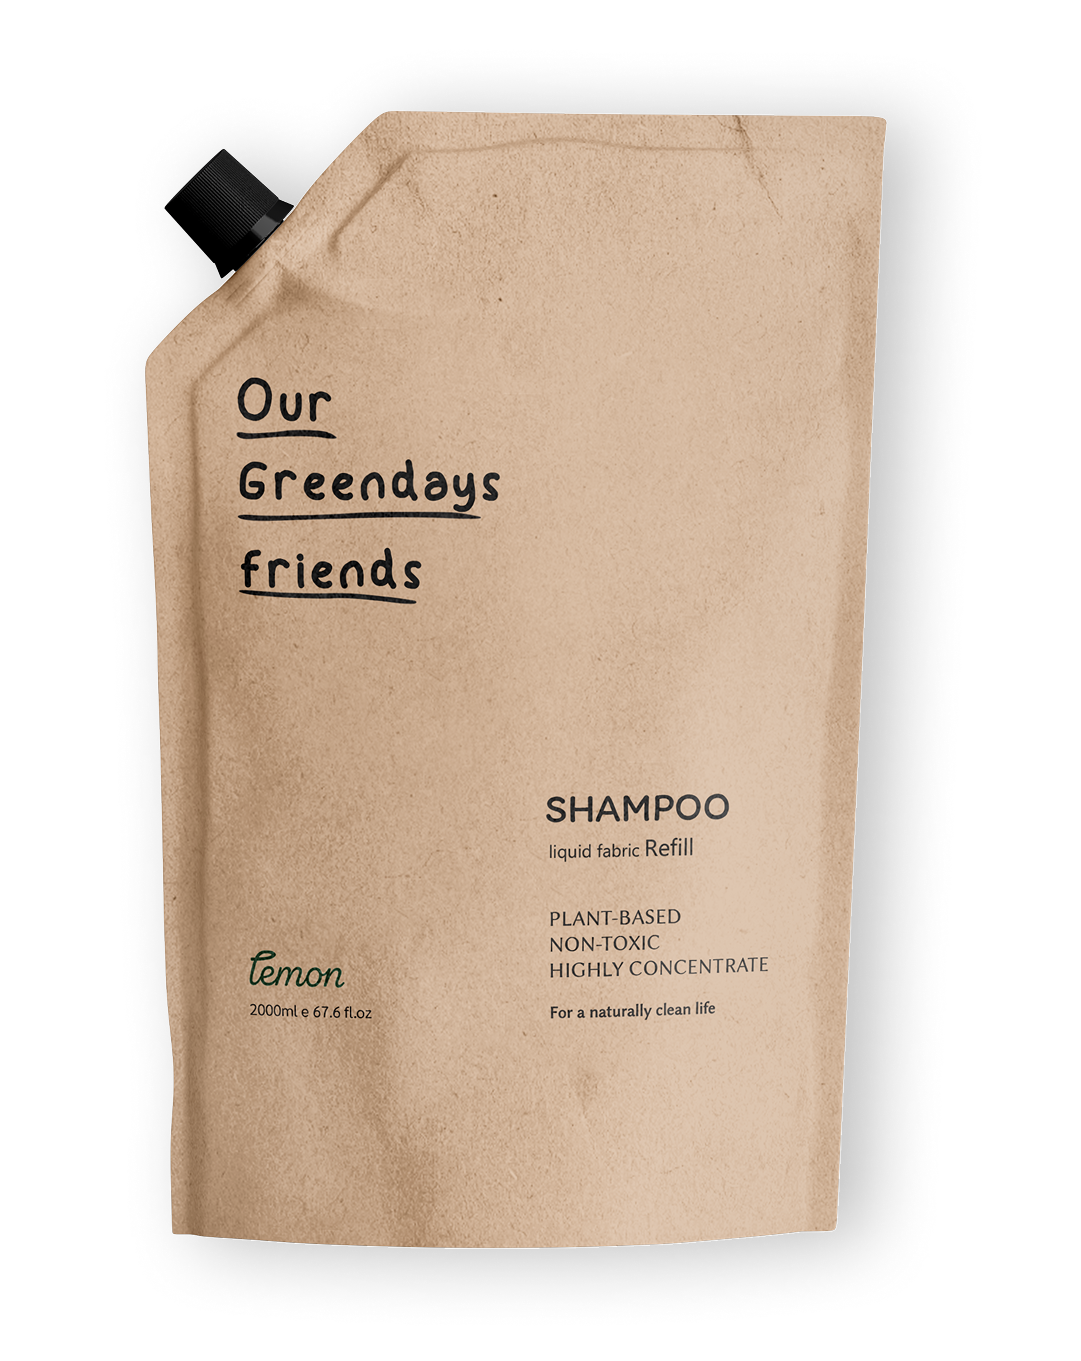 Our
Greendays
friends
SHAMPOO
liquid fabric Refill
PLANT-BASED
NON-TOXIC
HIGHLY CONCENTRATE
For a naturally clean life
lemon
2000ml e 67.6 fl.oz